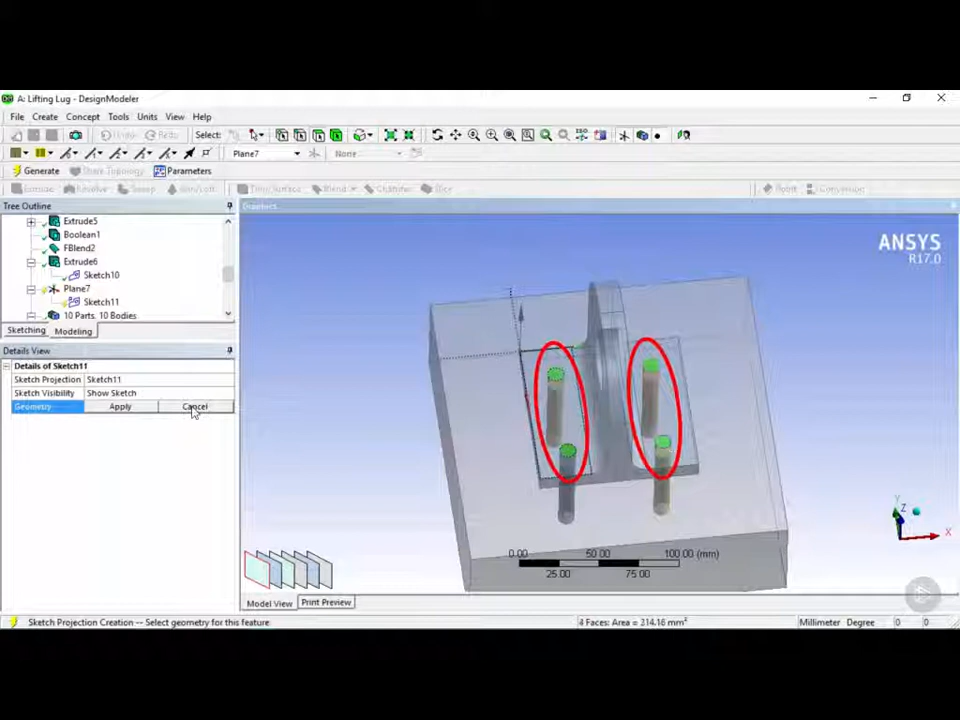 A: Lifting Lug - DesignModeler
File Create Concept Tools Units View Help
Select:
Plane7 None
Generate Share Topology Parameters
Extrude Revolve Sweep Skin/Loft Thin/Surface Blend Chamfer Slice Point Conversion
Tree Outline
Graphics
Extrude5
Boolean1
FBlend2
Extrude6
Sketch10
Plane7
Sketch11
10 Parts, 10 Bodies
Sketching Modeling
Details View
Details of Sketch11
Sketch Projection Sketch11
Sketch Visibility Show Sketch
Geometry Apply Cancel
ANSYS
R17.0
Y
Z
X
0.00 50.00 100.00 (mm)
25.00 75.00
Model View Print Preview
Sketch Projection Creation -- Select geometry for this feature 4 Faces: Area = 214.16 mm² Millimeter Degree 0 0